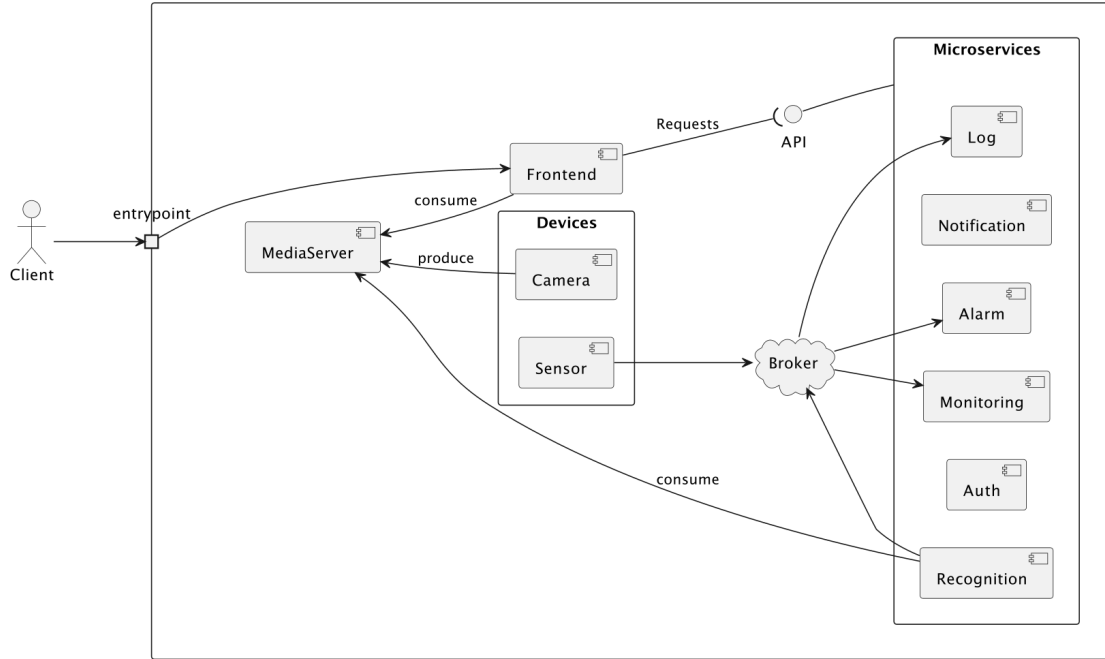 Microservices
Log
Requests
API
Frontend
consume
entrypoint
Devices
Notification
MediaServer
produce
Client
Camera
Alarm
Sensor
Broker
Monitoring
consume
Auth
Recognition